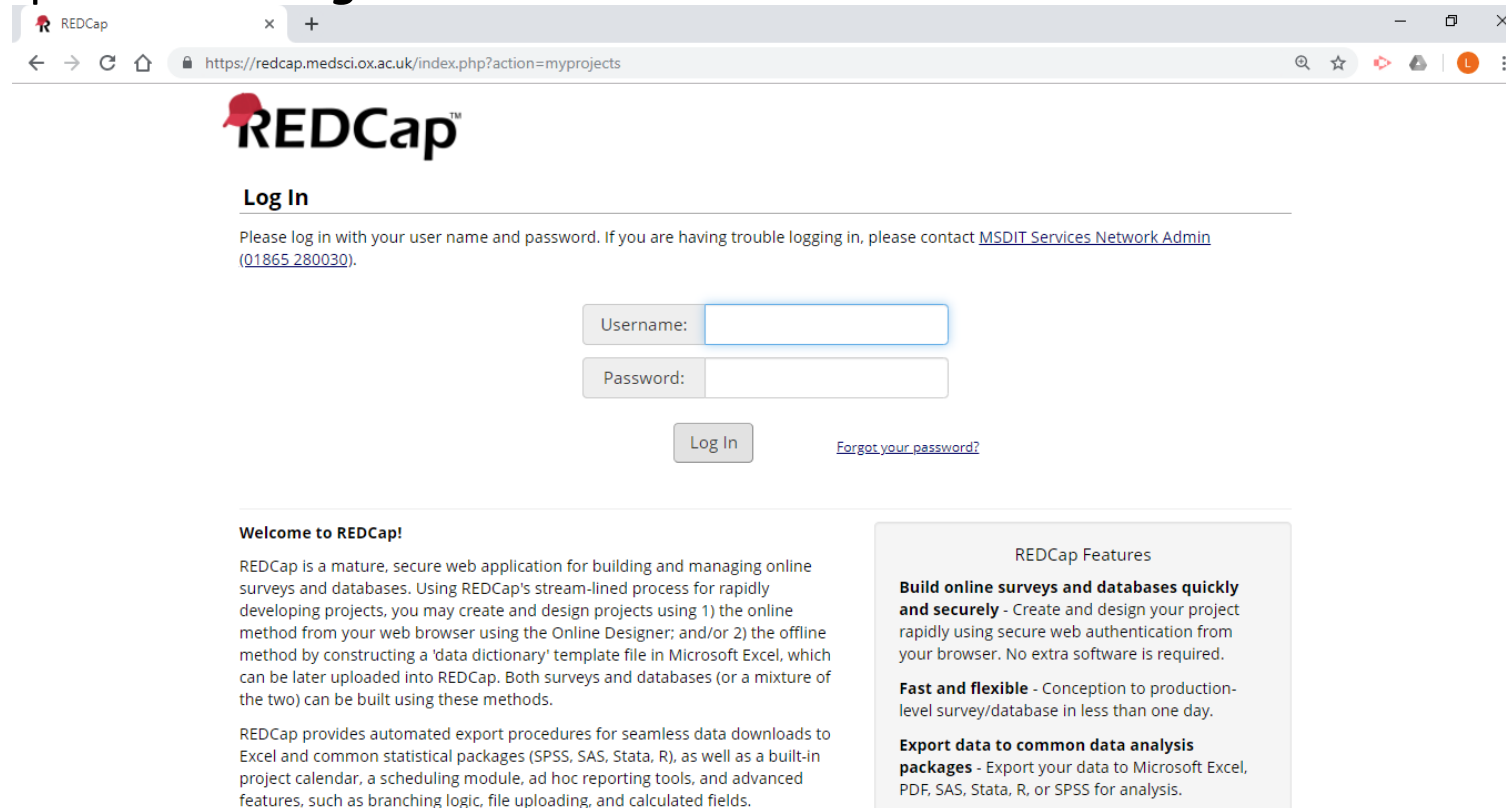 REDCap
https://redcap.medsci.ox.ac.uk/index.php?action=myprojects
L
REDCap™
Log In
Please log in with your user name and password. If you are having trouble logging in, please contact MSDIT Services Network Admin
(01865 280030).
Username:
Password:
Log In
Forgot your password?
Welcome to REDCap!
REDCap is a mature, secure web application for building and managing online
surveys and databases. Using REDCap's stream-lined process for rapidly
developing projects, you may create and design projects using 1) the online
method from your web browser using the Online Designer; and/or 2) the offline
method by constructing a 'data dictionary' template file in Microsoft Excel, which
can be later uploaded into REDCap. Both surveys and databases (or a mixture of
the two) can be built using these methods.
REDCap provides automated export procedures for seamless data downloads to
Excel and common statistical packages (SPSS, SAS, Stata, R), as well as a built-in
project calendar, a scheduling module, ad hoc reporting tools, and advanced
features, such as branching logic, file uploading, and calculated fields.
REDCap Features
Build online surveys and databases quickly
and securely - Create and design your project
rapidly using secure web authentication from
your browser. No extra software is required.
Fast and flexible - Conception to production-
level survey/database in less than one day.
Export data to common data analysis
packages - Export your data to Microsoft Excel,
PDF, SAS, Stata, R, or SPSS for analysis.